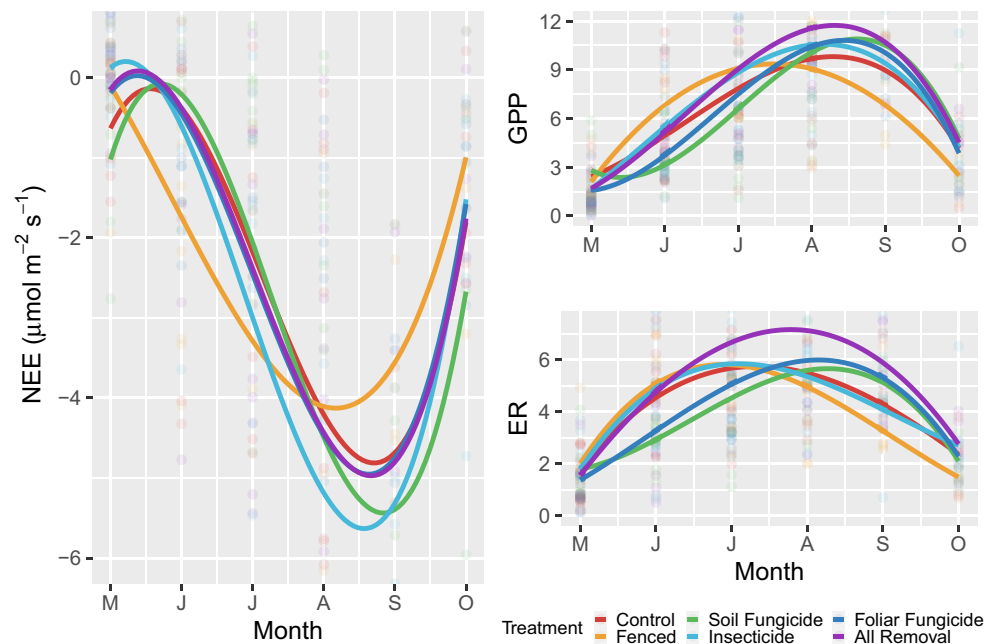 NEE (μmol m⁻² s⁻¹)
0
−2
−4
−6
M J J A S O
Month
GPP
12
9
6
3
0
M J J A S O
ER
6
4
2
0
M J J A S O
Month
Treatment
Control Soil Fungicide Foliar Fungicide
Fenced Insecticide All Removal